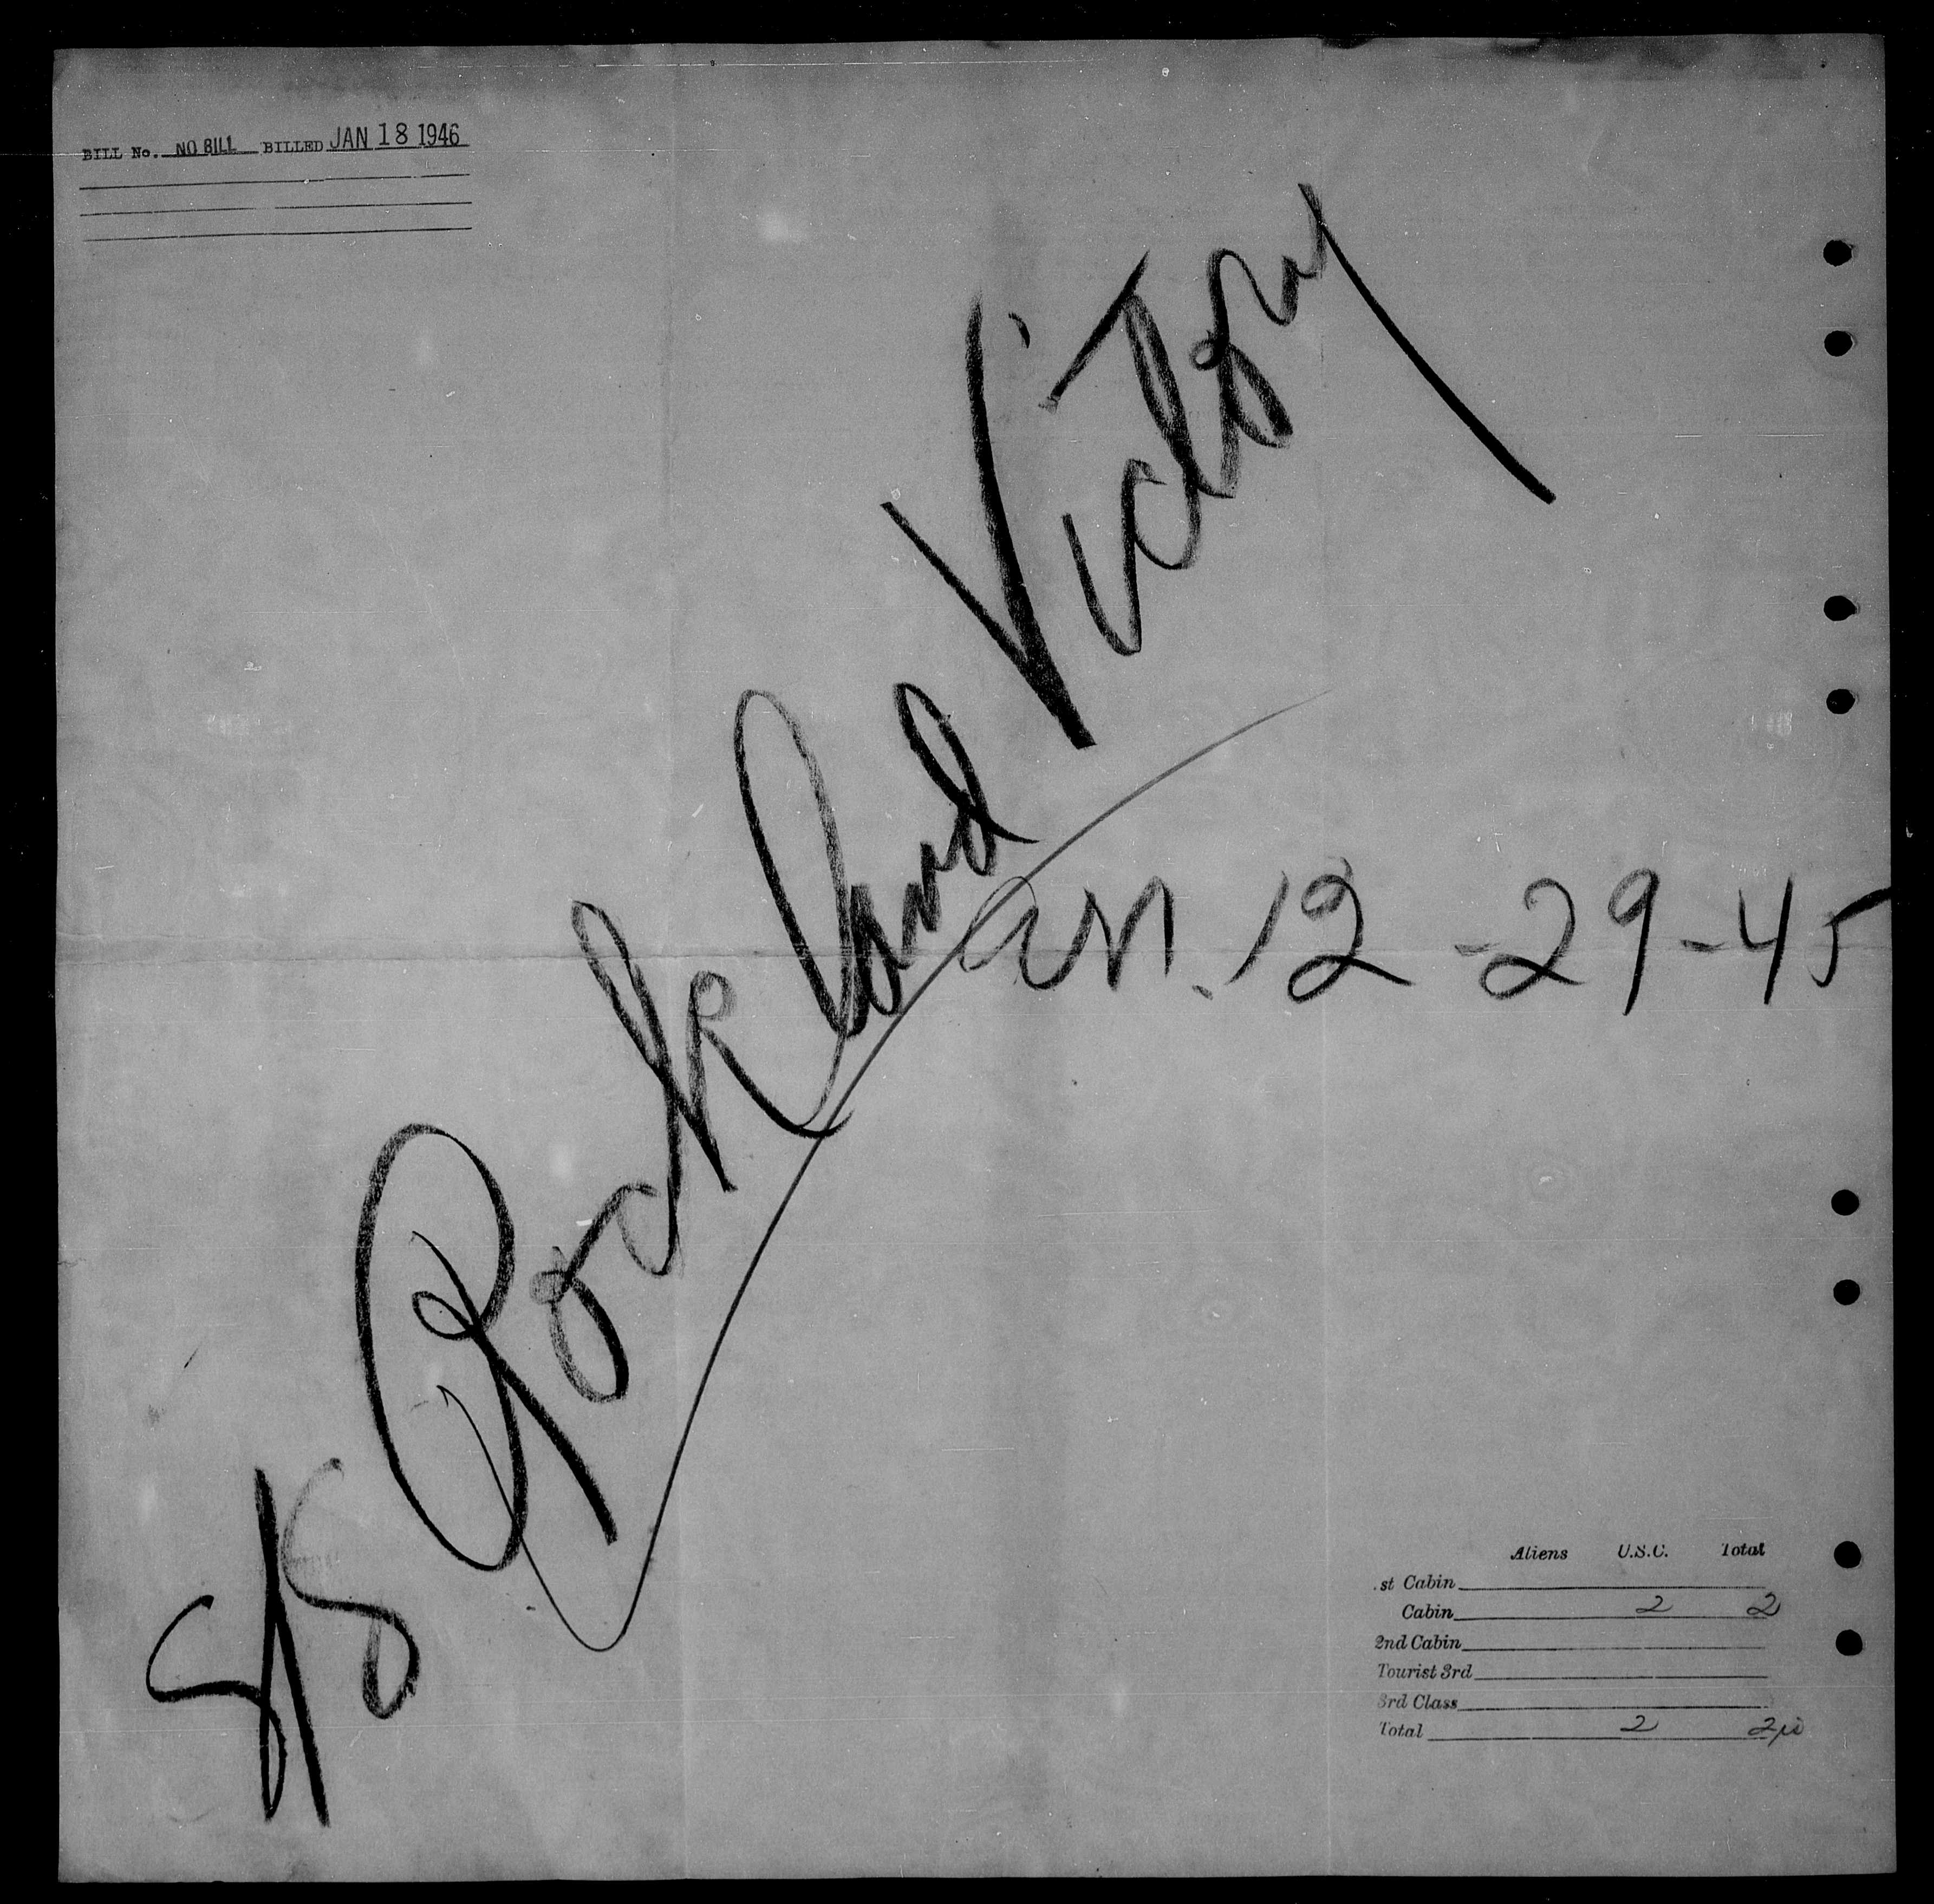 BILL No. NO BILL BILLED JAN 18 1946
S/S Rockland Victory
arr. 12-29-45
Aliens U.S.C. Total
st Cabin
Cabin 2 2
2nd Cabin
Tourist 3rd
3rd Class
Total 2 2